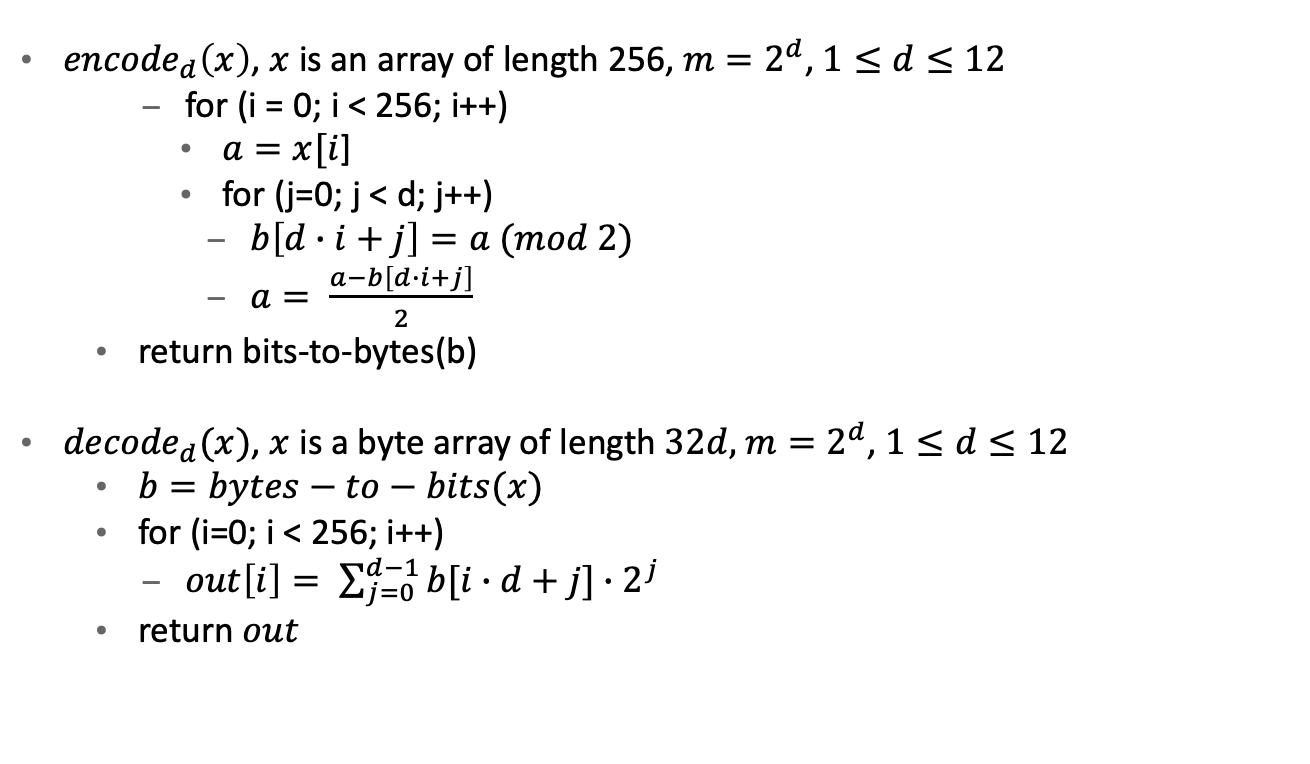 • encode_d(x), x is an array of length 256, m = 2^d, 1 ≤ d ≤ 12
– for (i = 0; i < 256; i++)
• a = x[i]
• for (j=0; j < d; j++)
– b[d · i + j] = a (mod 2)
– a = \frac{a−b[d·i+j]}{2}
• return bits-to-bytes(b)
• decode_d(x), x is a byte array of length 32d, m = 2^d, 1 ≤ d ≤ 12
• b = bytes − to − bits(x)
• for (i=0; i < 256; i++)
– out[i] = ∑_{j=0}^{d−1} b[i · d + j] · 2^j
• return out